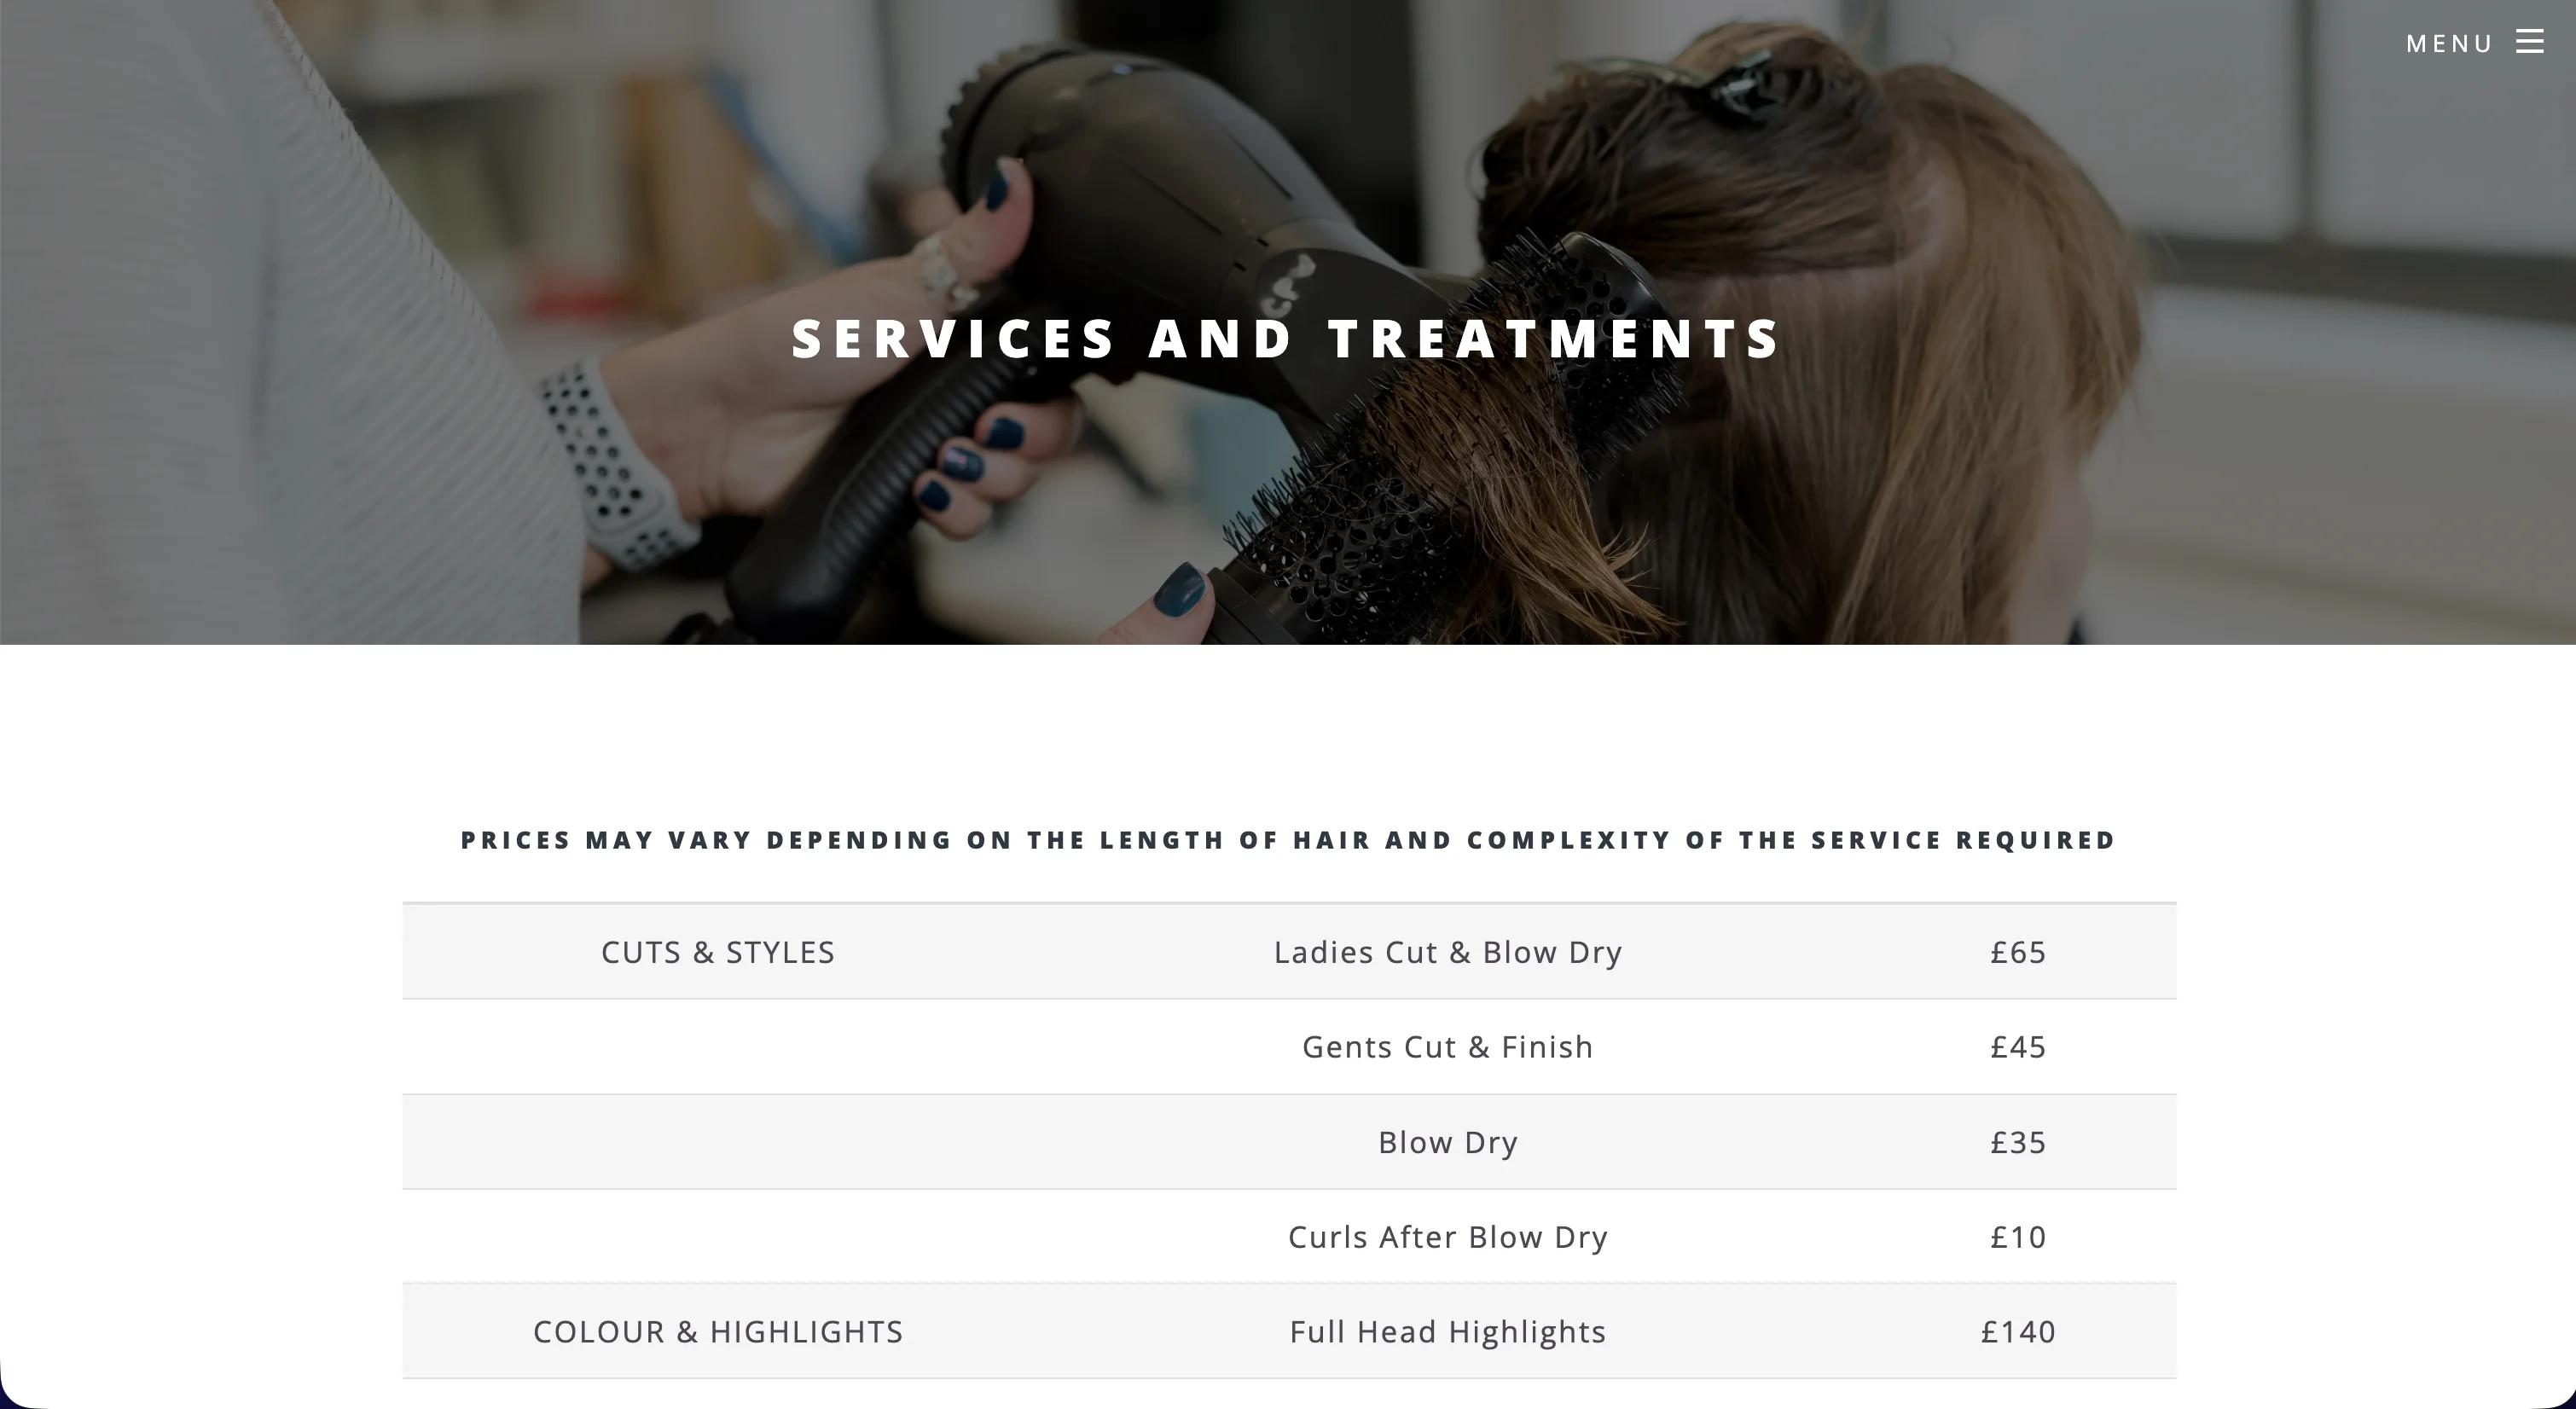 MENU
SERVICES AND TREATMENTS
PRICES MAY VARY DEPENDING ON THE LENGTH OF HAIR AND COMPLEXITY OF THE SERVICE REQUIRED
CUTS & STYLES Ladies Cut & Blow Dry £65
Gents Cut & Finish £45
Blow Dry £35
Curls After Blow Dry £10
COLOUR & HIGHLIGHTS Full Head Highlights £140